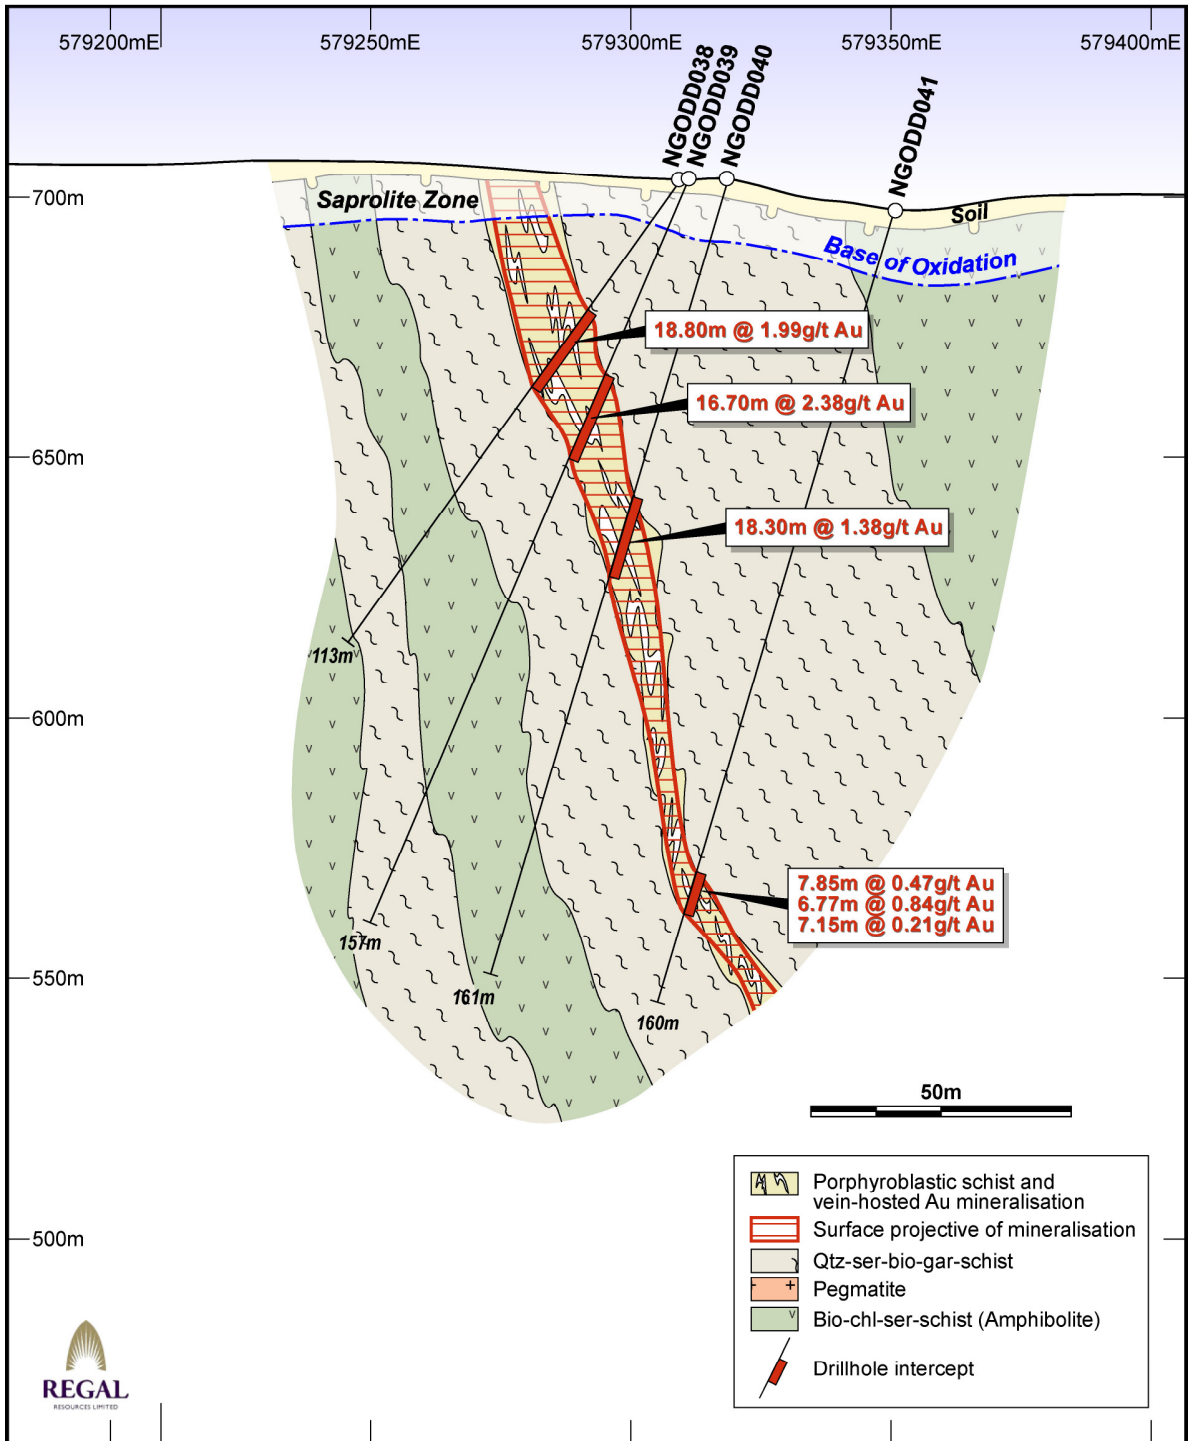 579200mE
579250mE
579300mE
579350mE
579400mE
NGODD038
NGODD039
NGODD040
NGODD041
700m
Saprolite Zone
Soil
Base of Oxidation
18.80m @ 1.99g/t Au
16.70m @ 2.38g/t Au
650m
18.30m @ 1.38g/t Au
113m
600m
7.85m @ 0.47g/t Au
6.77m @ 0.84g/t Au
7.15m @ 0.21g/t Au
157m
550m
161m
160m
50m
Porphyroblastic schist and
vein-hosted Au mineralisation
Surface projective of mineralisation
Qtz-ser-bio-gar-schist
Pegmatite
Bio-chl-ser-schist (Amphibolite)
Drillhole intercept
500m
REGAL
RESOURCES LIMITED